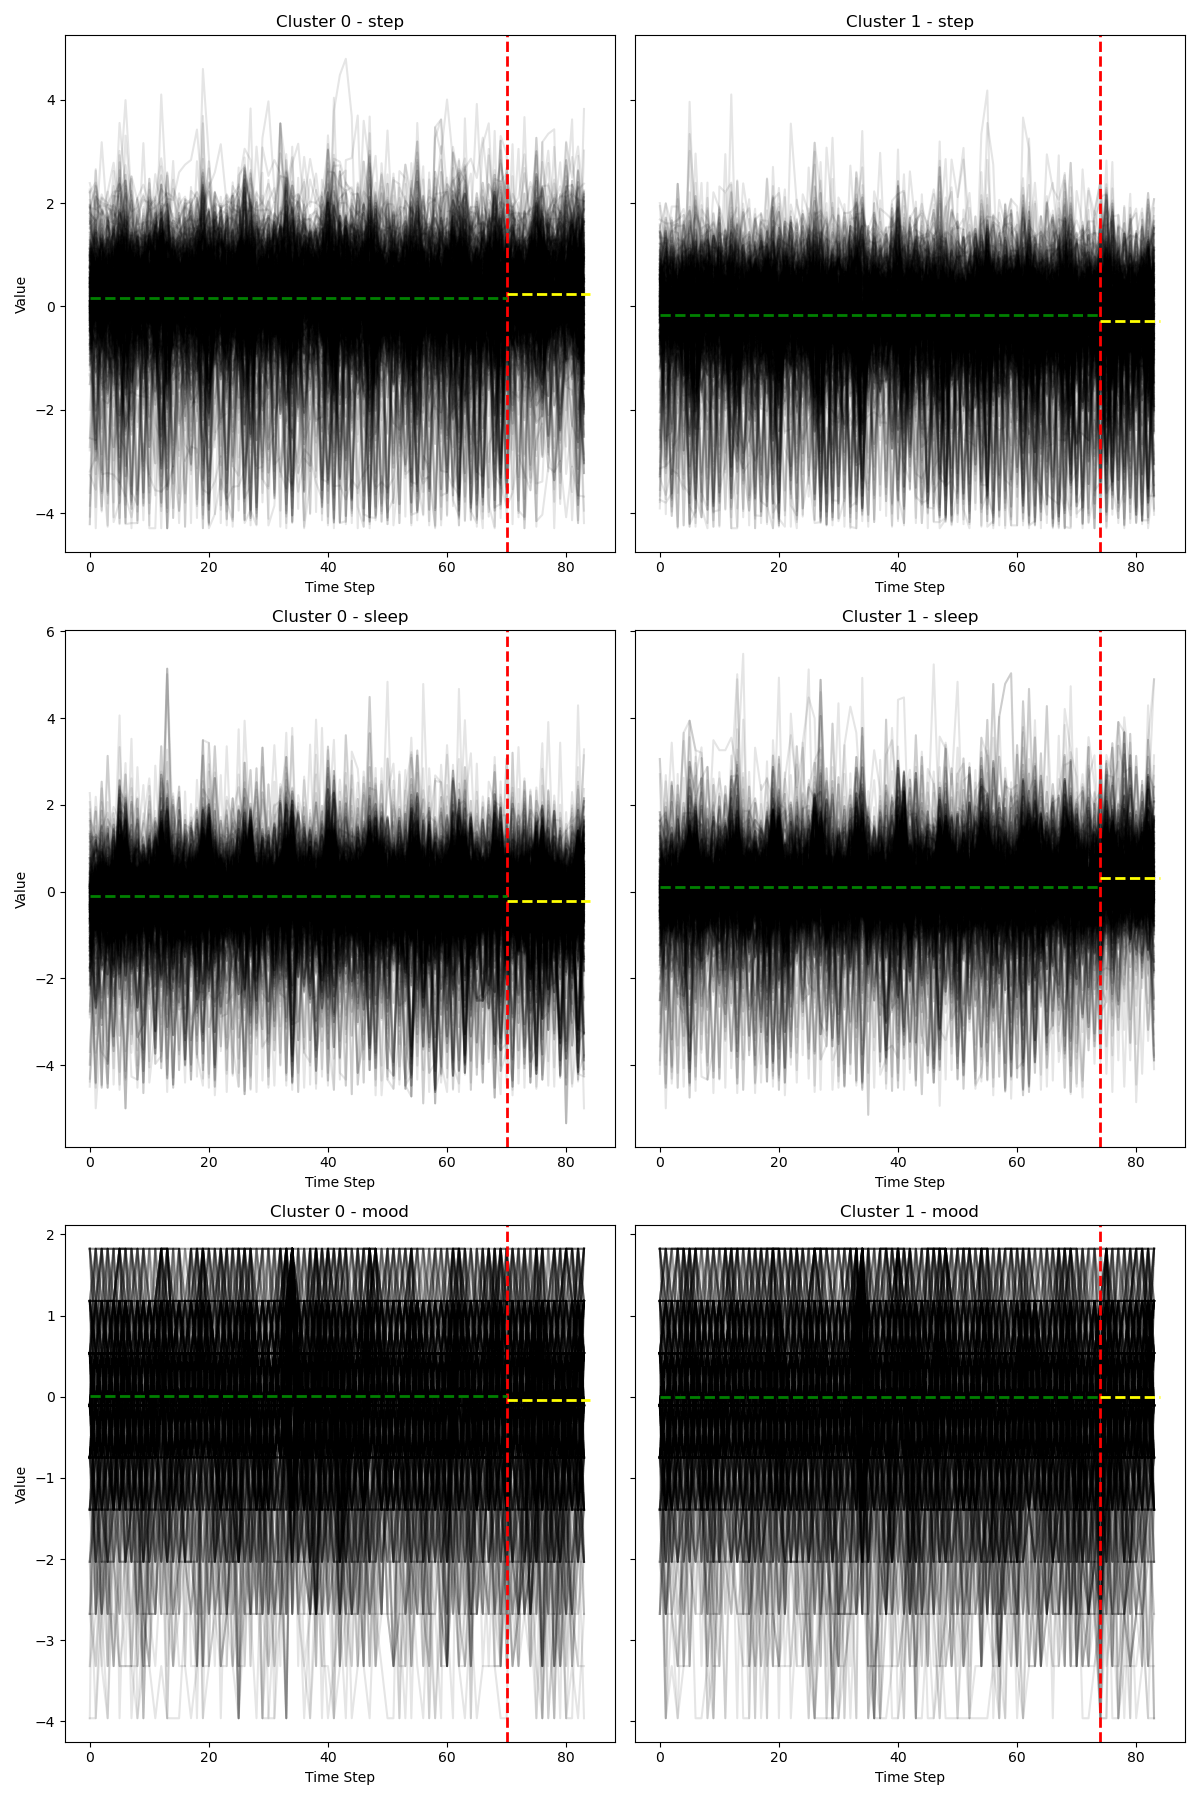 Cluster 0 - step
Cluster 1 - step
4
2
0
−2
−4
Value
0 20 40 60 80
0 20 40 60 80
Time Step
Time Step
Cluster 0 - sleep
Cluster 1 - sleep
6
4
2
0
−2
−4
Value
0 20 40 60 80
0 20 40 60 80
Time Step
Time Step
Cluster 0 - mood
Cluster 1 - mood
2
1
0
−1
−2
−3
−4
Value
0 20 40 60 80
0 20 40 60 80
Time Step
Time Step